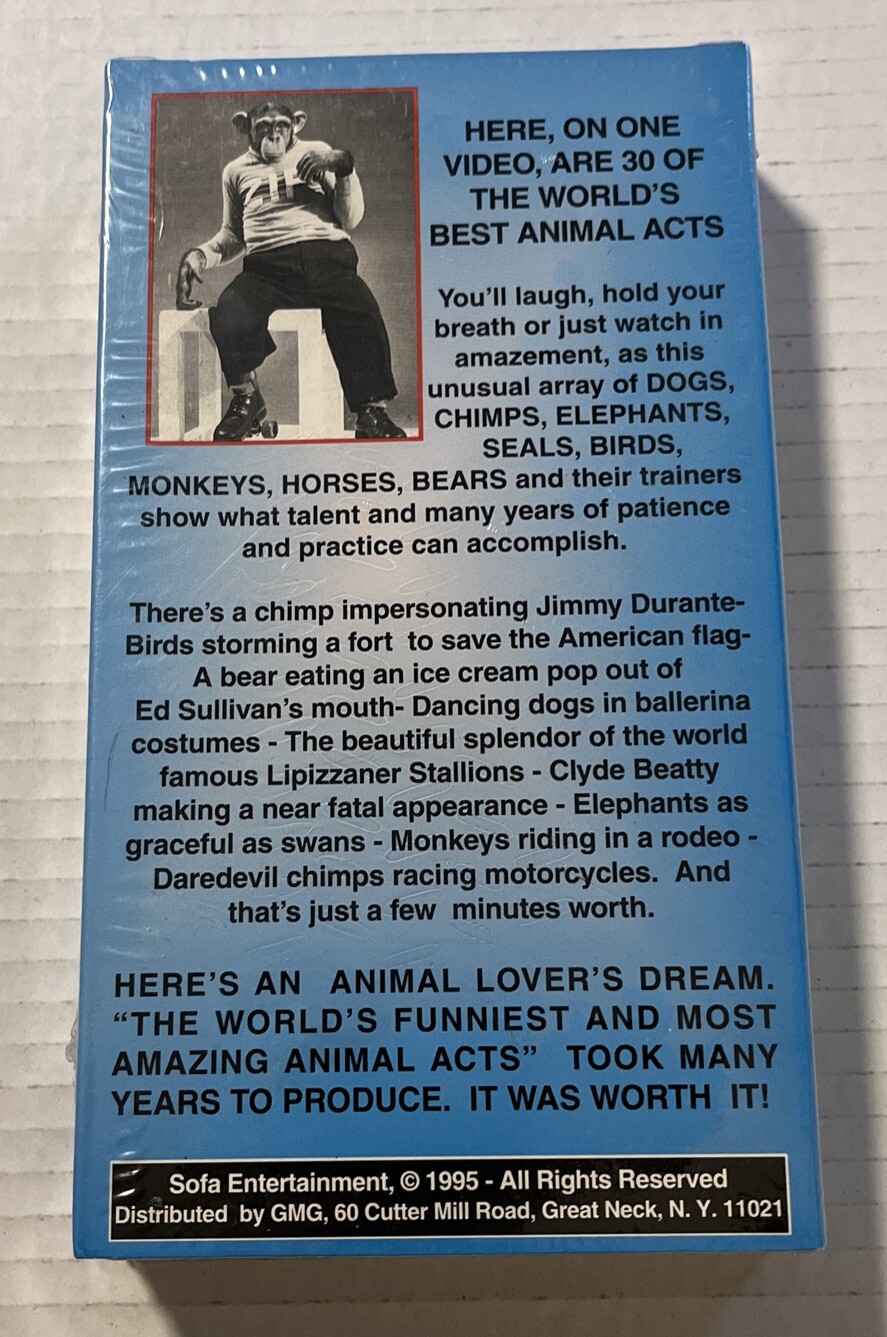 ZIP
HERE, ON ONE
VIDEO, ARE 30 OF
THE WORLD'S
BEST ANIMAL ACTS
You'll laugh, hold your
breath or just watch in
amazement, as this
unusual array of DOGS,
CHIMPS, ELEPHANTS,
SEALS, BIRDS,
MONKEYS, HORSES, BEARS and their trainers
show what talent and many years of patience
and practice can accomplish.
There's a chimp impersonating Jimmy Durante-
Birds storming a fort to save the American flag-
A bear eating an ice cream pop out of
Ed Sullivan's mouth- Dancing dogs in ballerina
costumes - The beautiful splendor of the world
famous Lipizzaner Stallions - Clyde Beatty
making a near fatal appearance - Elephants as
graceful as swans - Monkeys riding in a rodeo -
Daredevil chimps racing motorcycles. And
that's just a few minutes worth.
HERE'S AN ANIMAL LOVER'S DREAM.
“THE WORLD'S FUNNIEST AND MOST
AMAZING ANIMAL ACTS” TOOK MANY
YEARS TO PRODUCE. IT WAS WORTH IT!
Sofa Entertainment, © 1995 - All Rights Reserved
Distributed by GMG, 60 Cutter Mill Road, Great Neck, N. Y. 11021